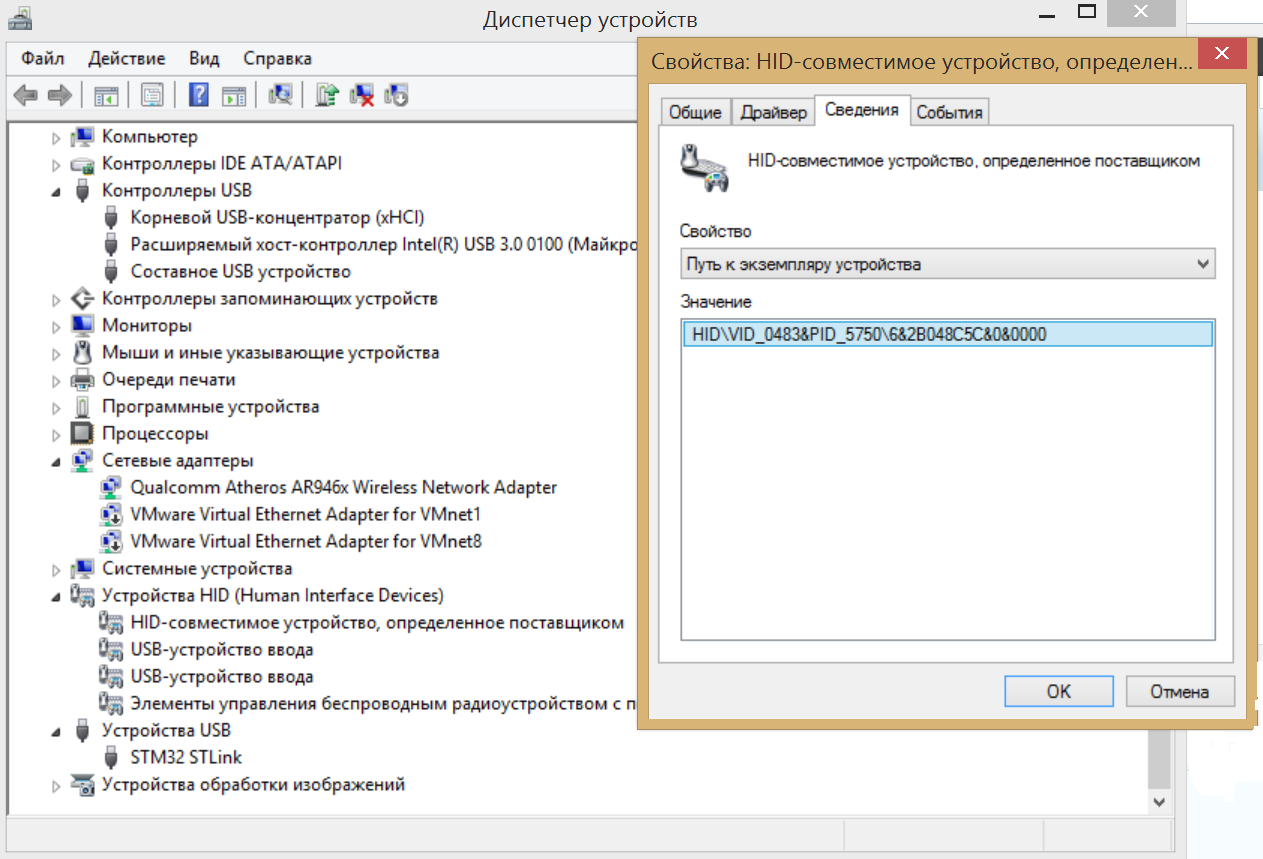 Диспетчер устройств
Файл Действие Вид Справка
Компьютер
Контроллеры IDE ATA/ATAPI
Контроллеры USB
Корневой USB-концентратор (xHCI)
Расширяемый хост-контроллер Intel(R) USB 3.0 0100 (Майкро
Составное USB устройство
Контроллеры запоминающих устройств
Мониторы
Мыши и иные указывающие устройства
Очереди печати
Программные устройства
Процессоры
Сетевые адаптеры
Qualcomm Atheros AR946x Wireless Network Adapter
VMware Virtual Ethernet Adapter for VMnet1
VMware Virtual Ethernet Adapter for VMnet8
Системные устройства
Устройства HID (Human Interface Devices)
HID-совместимое устройство, определенное поставщиком
USB-устройство ввода
USB-устройство ввода
Элементы управления беспроводным радиоустройством с п
Устройства USB
STM32 STLink
Устройства обработки изображений
Свойства: HID-совместимое устройство, определен...
Общие Драйвер Сведения События
HID-совместимое устройство, определенное поставщиком
Свойство
Путь к экземпляру устройства
Значение
HID\VID_0483&PID_5750\6&2B048C5C&0&0000
OK Отмена